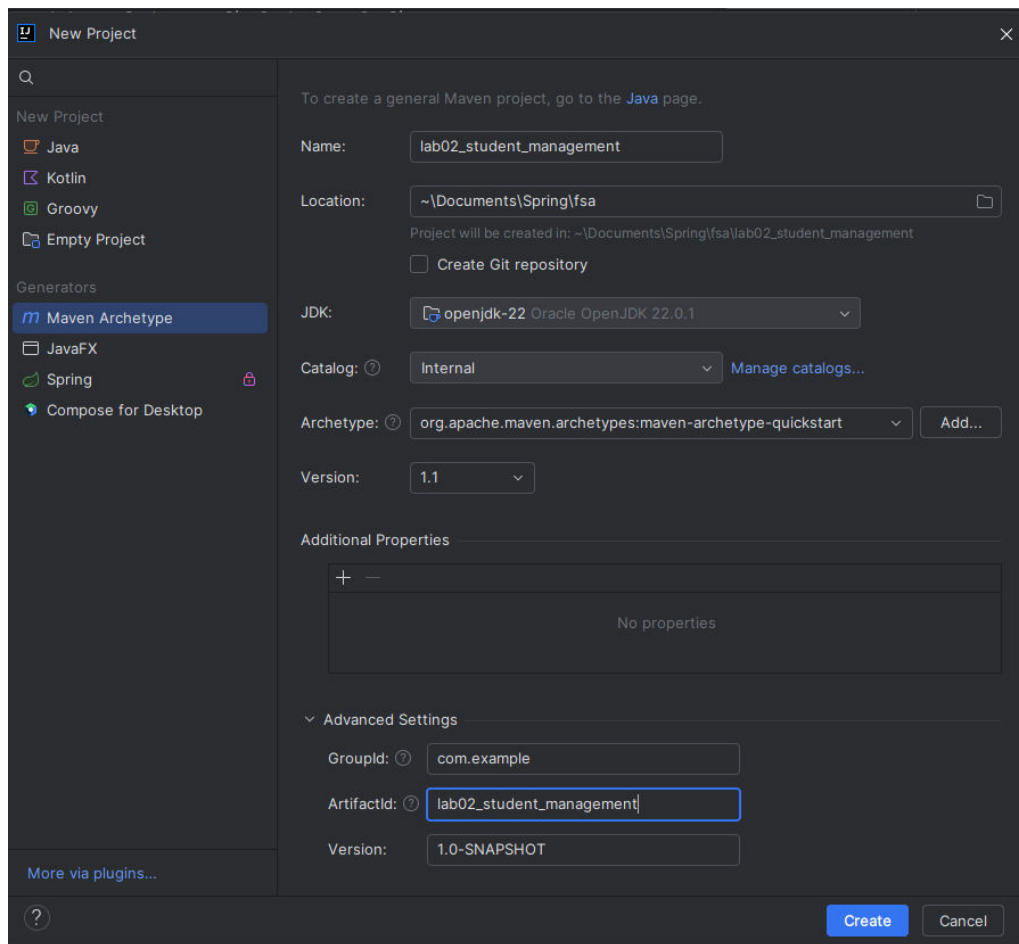 New Project
New Project
Java
Kotlin
Groovy
Empty Project
Generators
Maven Archetype
JavaFX
Spring
Compose for Desktop
More via plugins...
To create a general Maven project, go to the Java page.
Name: lab02_student_management
Location: ~\Documents\Spring\fsa
Project will be created in: ~\Documents\Spring\fsa\lab02_student_management
Create Git repository
JDK: openjdk-22 Oracle OpenJDK 22.0.1
Catalog: ? Internal Manage catalogs...
Archetype: ? org.apache.maven.archetypes:maven-archetype-quickstart Add...
Version: 1.1
Additional Properties
No properties
Advanced Settings
GroupId: ? com.example
ArtifactId: ? lab02_student_management
Version: 1.0-SNAPSHOT
? Create Cancel